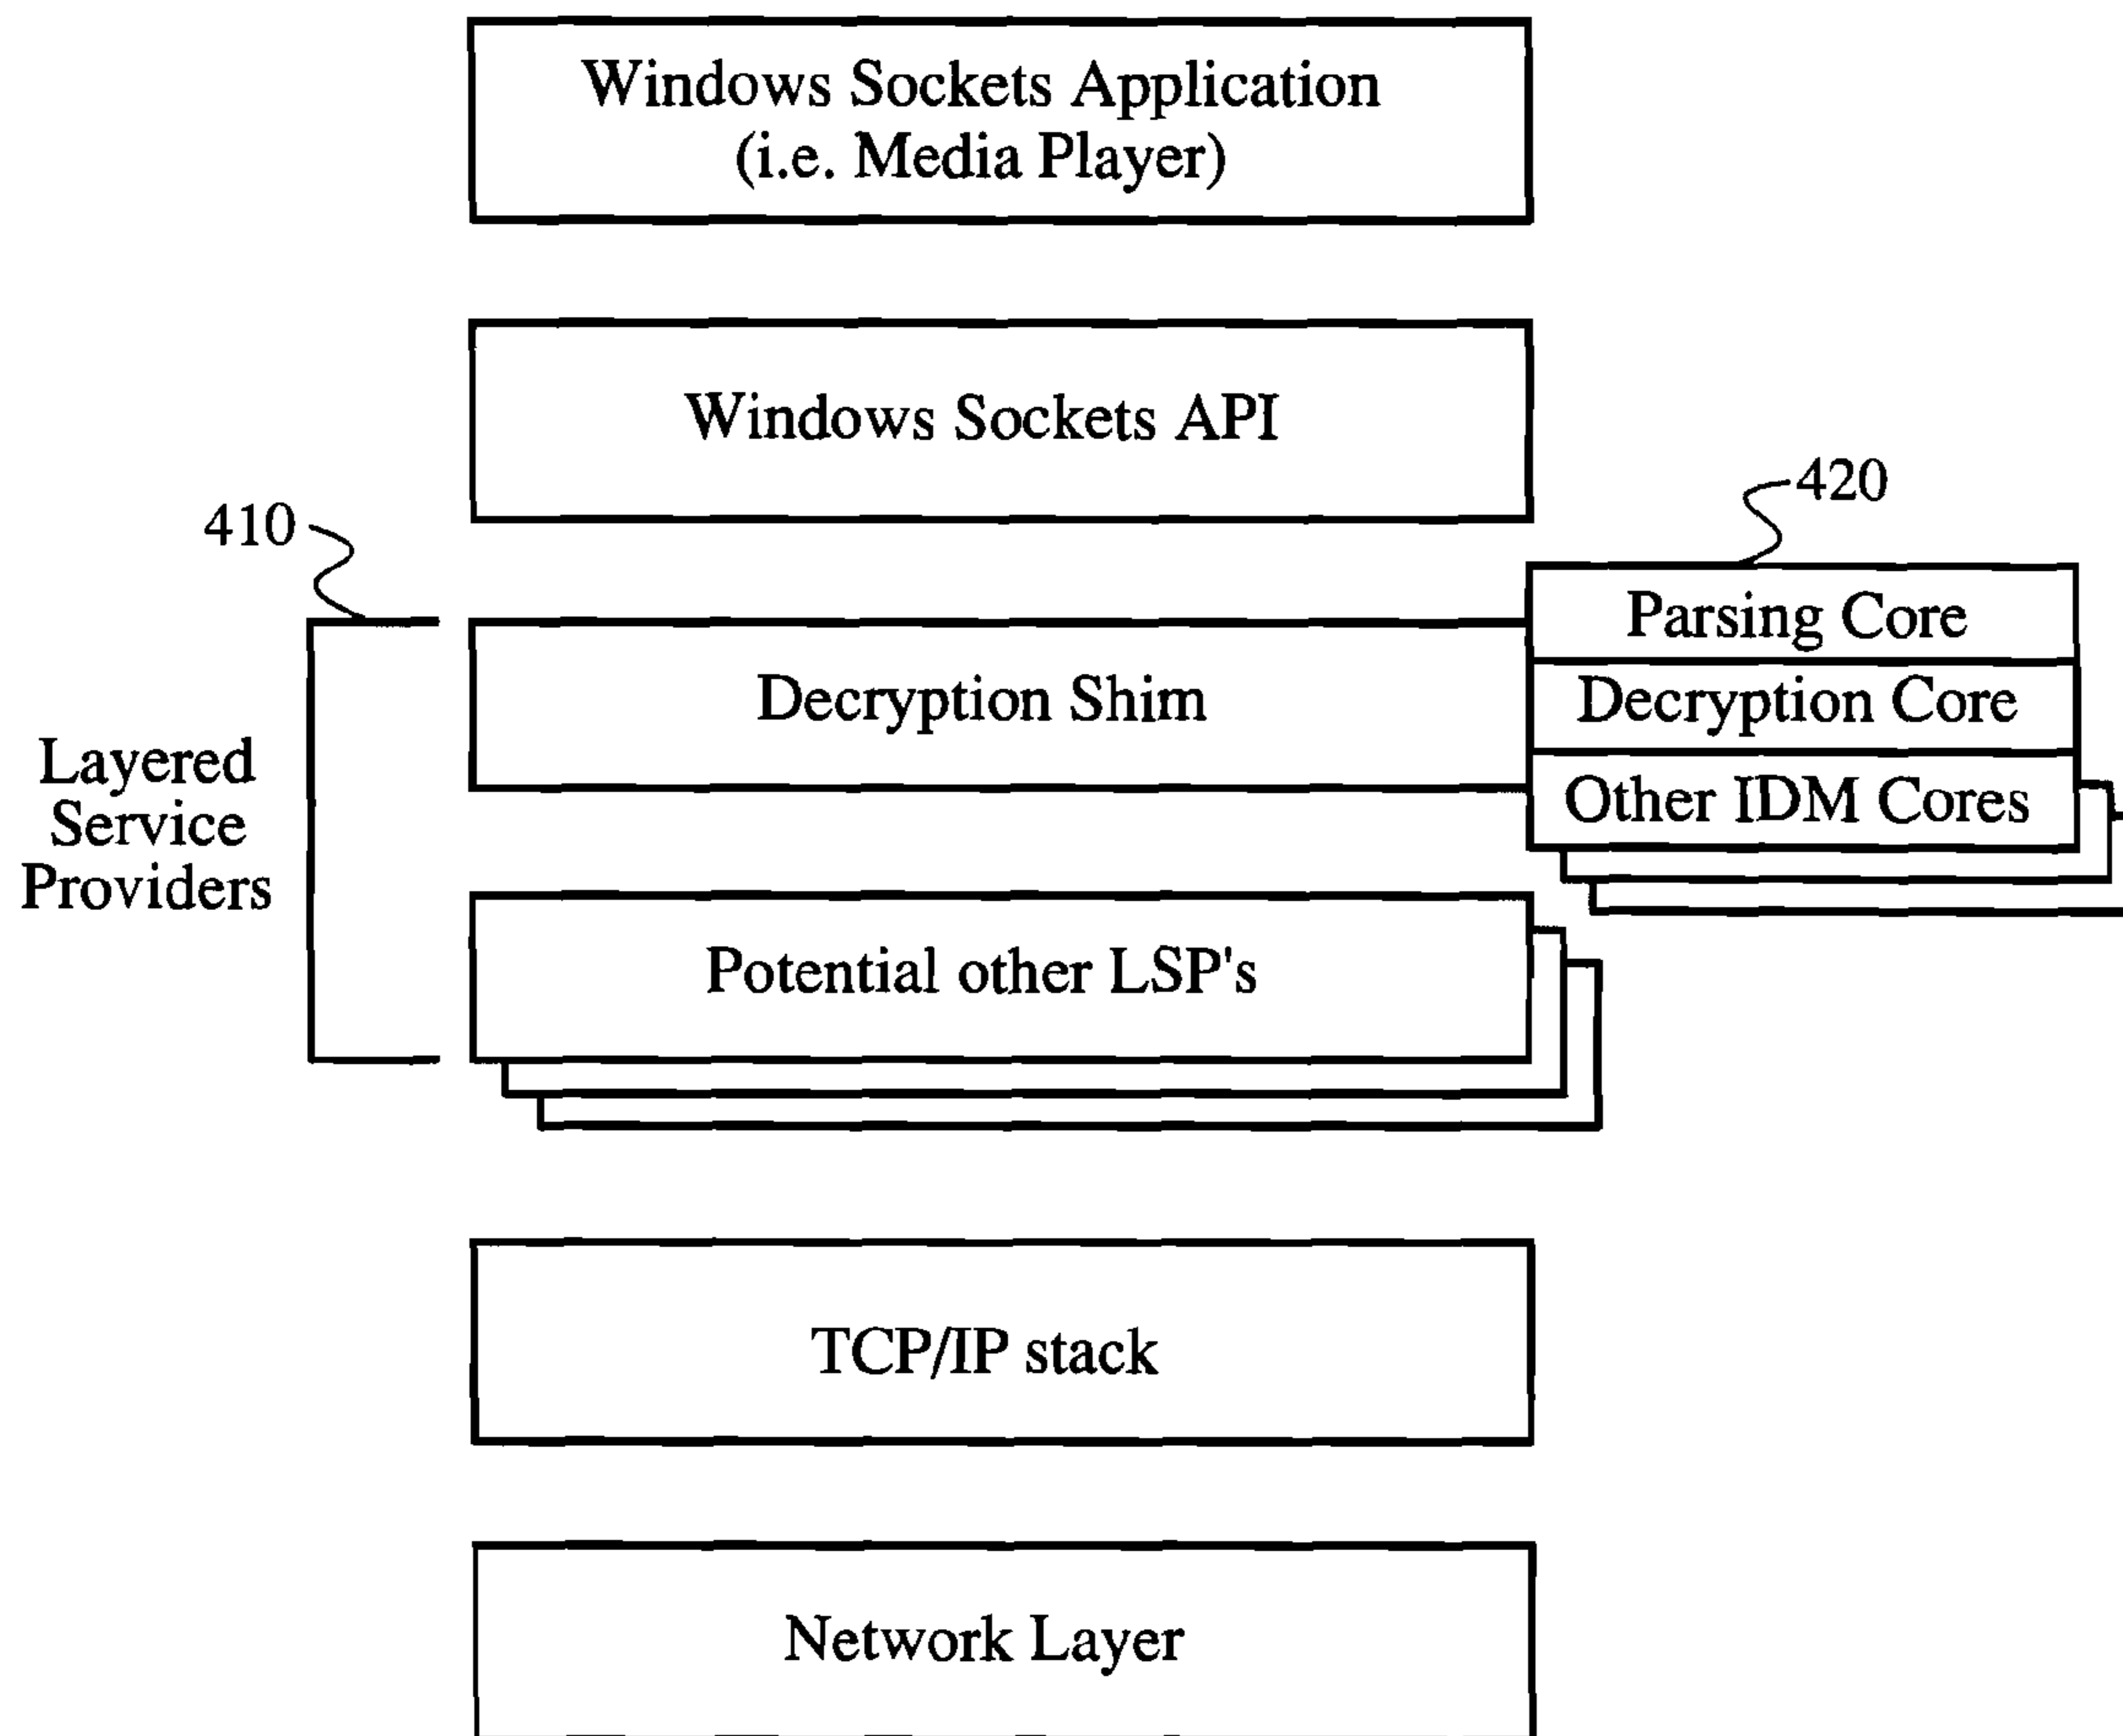 Windows Sockets Application
(i.e. Media Player)
Windows Sockets API
410
420
Parsing Core
Decryption Shim
Decryption Core
Layered
Service
Providers
Other IDM Cores
Potential other LSP's
TCP/IP stack
Network Layer